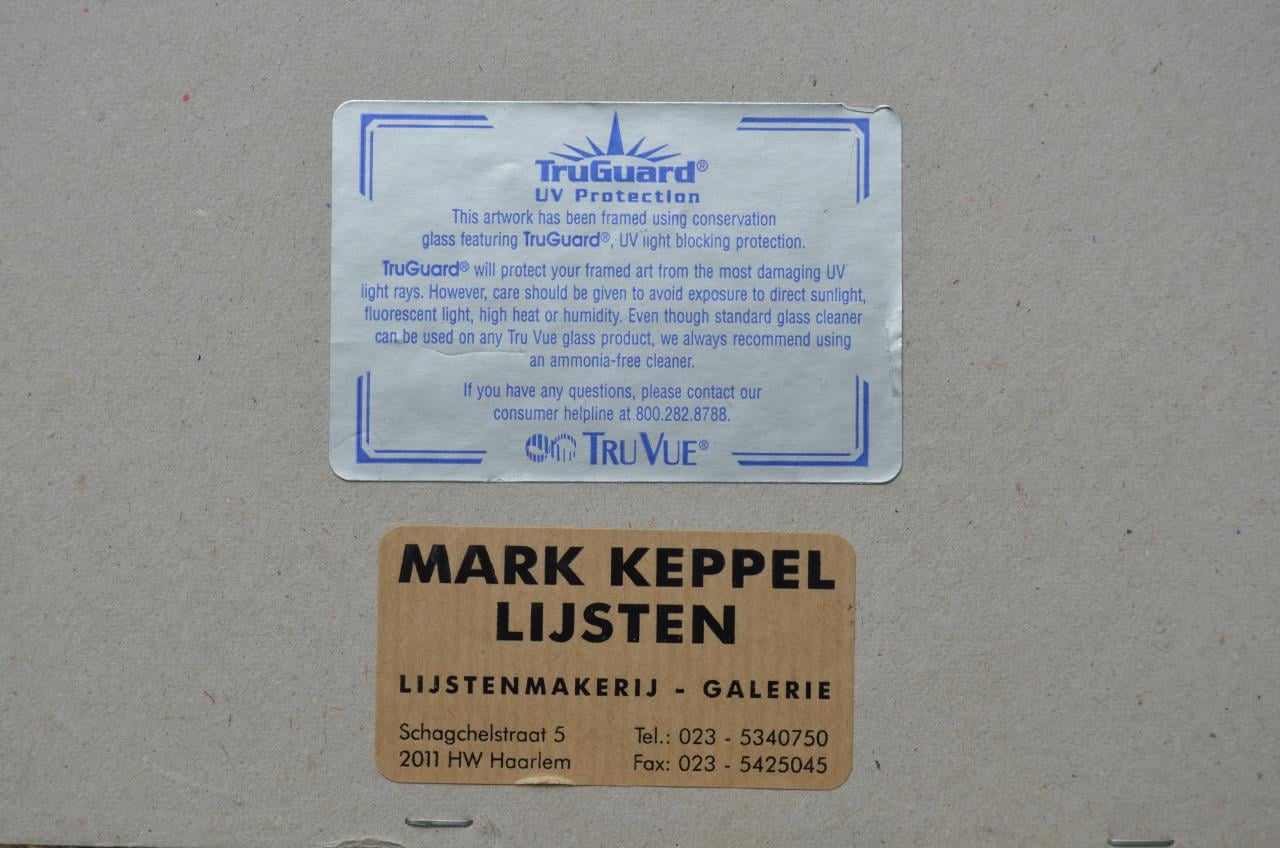 TruGuard®
UV Protection
This artwork has been framed using conservation
glass featuring TruGuard®, UV light blocking protection.
TruGuard® will protect your framed art from the most damaging UV
light rays. However, care should be given to avoid exposure to direct sunlight,
fluorescent light, high heat or humidity. Even though standard glass cleaner
can be used on any Tru Vue glass product, we always recommend using
an ammonia-free cleaner.
If you have any questions, please contact our
consumer helpline at 800.282.8788.
TRU VUE®
MARK KEPPEL
LIJSTEN
LIJSTENMAKERIJ - GALERIE
Schagchelstraat 5 Tel.: 023 - 5340750
2011 HW Haarlem Fax: 023 - 5425045